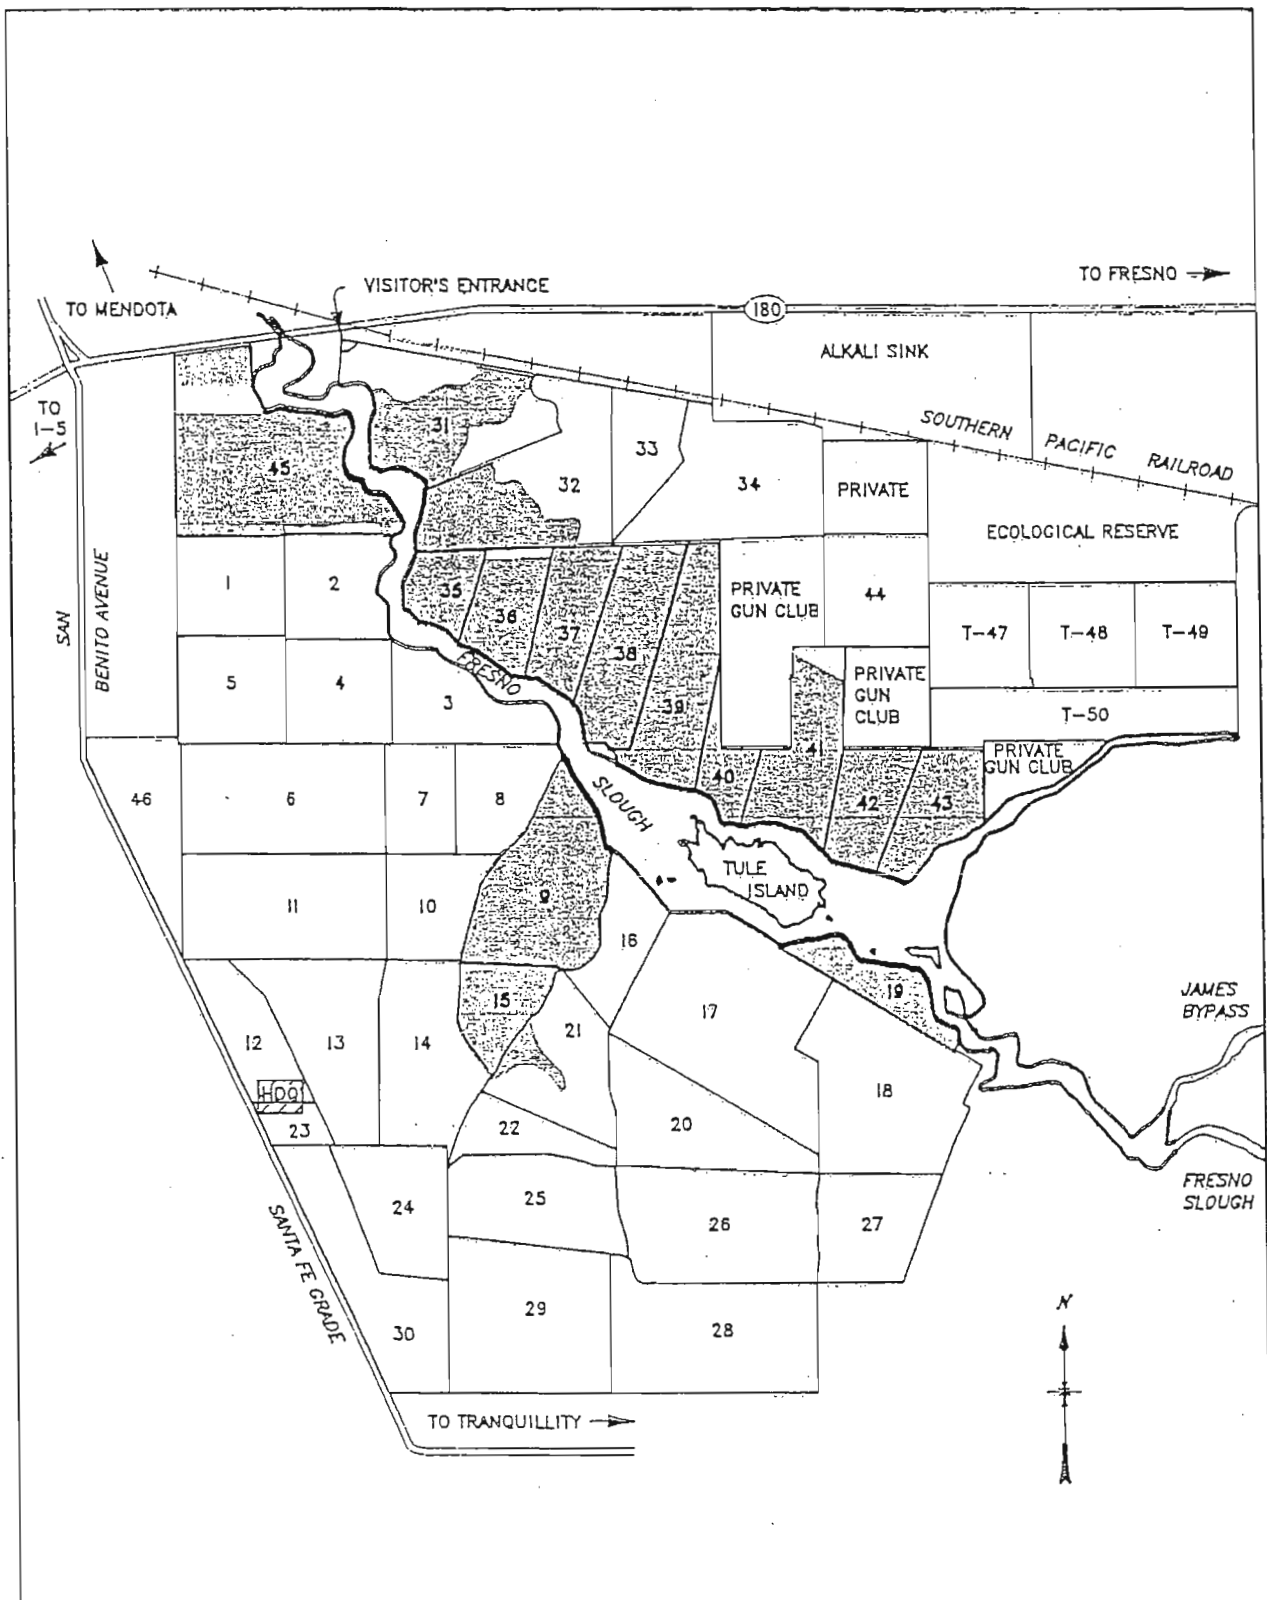 TO FRESNO
VISITOR'S ENTRANCE
TO MENDOTA
180
ALKALI SINK
TO
I-5
SOUTHERN PACIFIC RAILROAD
31
33
45
32
34
PRIVATE
ECOLOGICAL RESERVE
SAN
BENITO AVENUE
1
2
35
36
37
38
39
PRIVATE
GUN CLUB
44
T-47
T-48
T-49
5
4
3
FRESNO
SLOUGH
PRIVATE
GUN
CLUB
T-50
41
PRIVATE
GUN CLUB
46
6
7
8
40
42
43
TULE
ISLAND
9
11
10
16
15
19
17
JAMES
BYPASS
12
13
14
21
18
HDQ
23
22
20
FRESNO
SLOUGH
24
25
26
27
SANTA FE GRADE
29
28
30
N
TO TRANQUILLITY